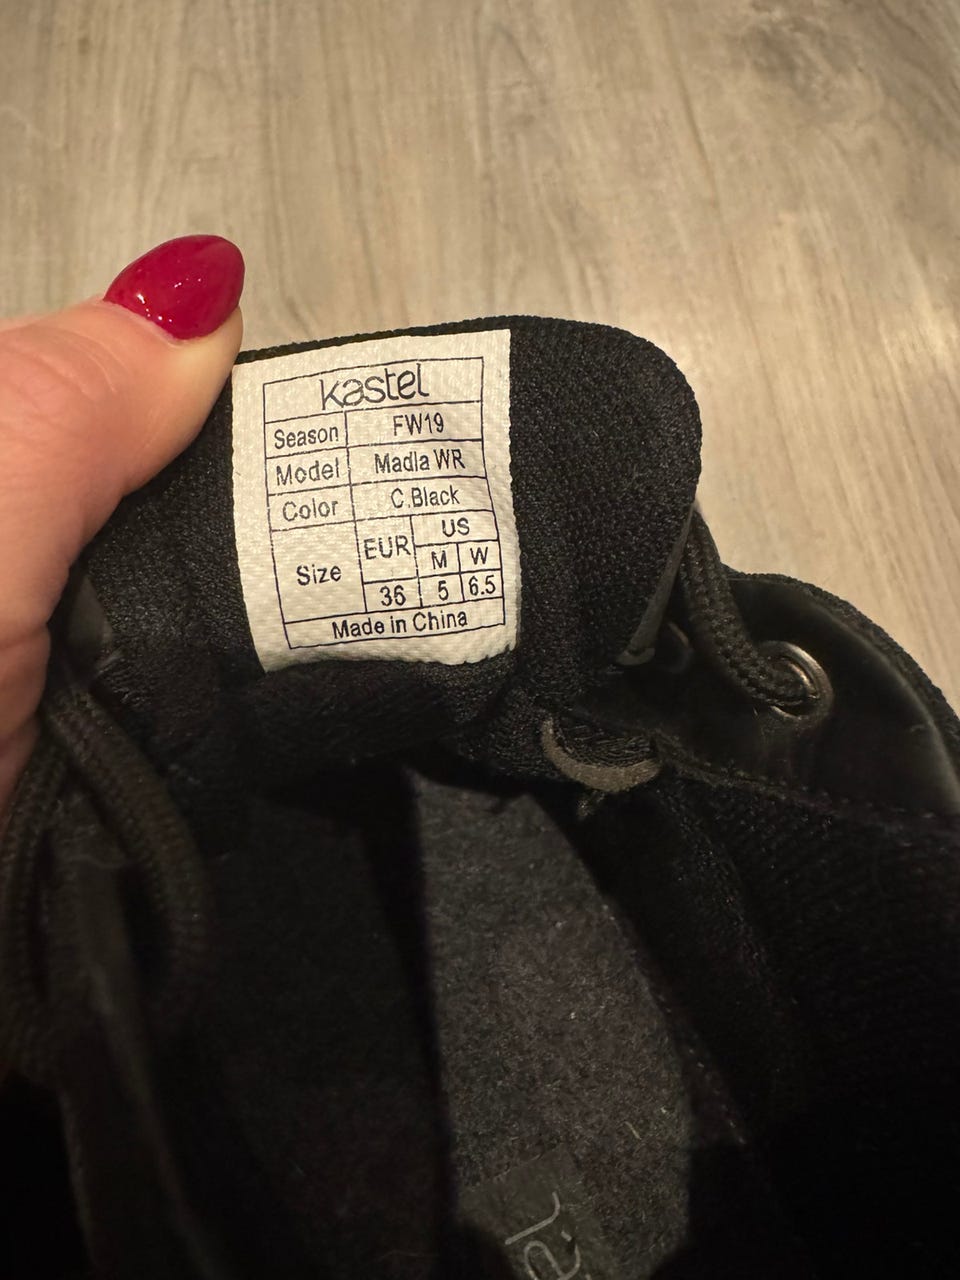 kastel
Season FW19
Model Madla WR
Color C.Black
Size EUR US
M W
36 5 6.5
Made in China